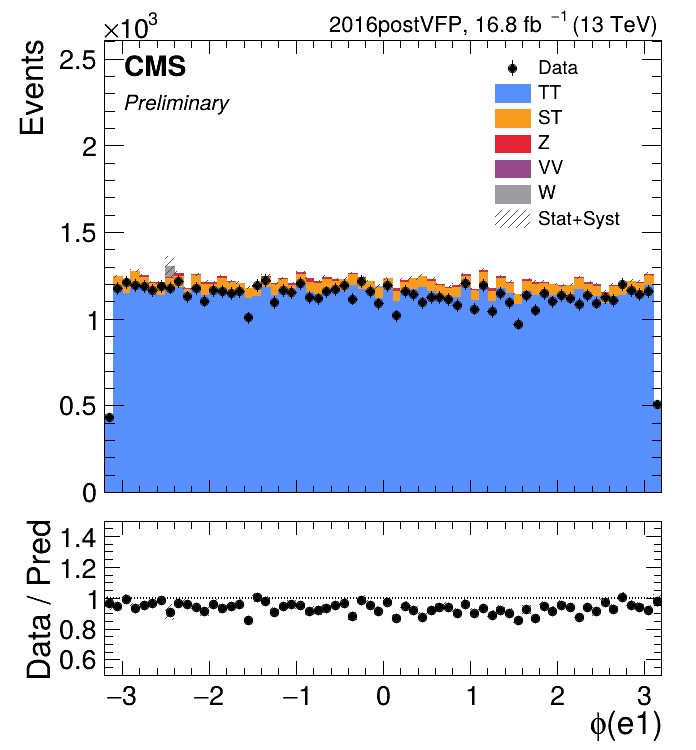 ×10³
2016postVFP, 16.8 fb⁻¹ (13 TeV)
CMS
Preliminary
Data
TT
ST
Z
VV
W
Stat+Syst
Events
2.5
2
1.5
1
0.5
0
Data / Pred
1.4
1.2
1
0.8
0.6
−3 −2 −1 0 1 2 3
ϕ(e1)